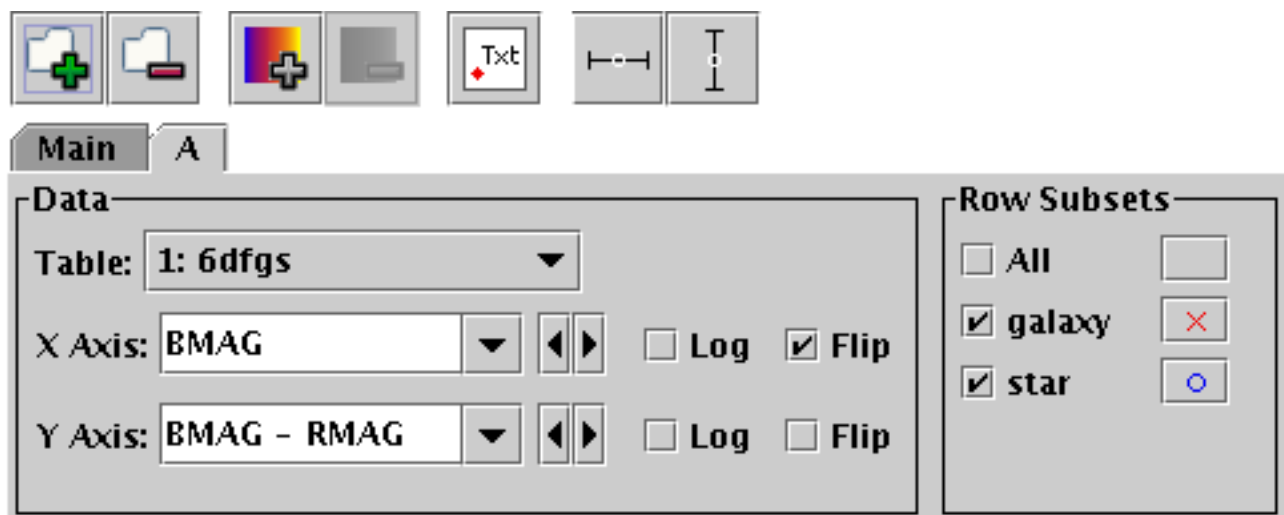 Txt
Main A
Data
Table: 1: 6dfgs
X Axis: BMAG Log Flip
Y Axis: BMAG - RMAG Log Flip
Row Subsets
All
galaxy
star